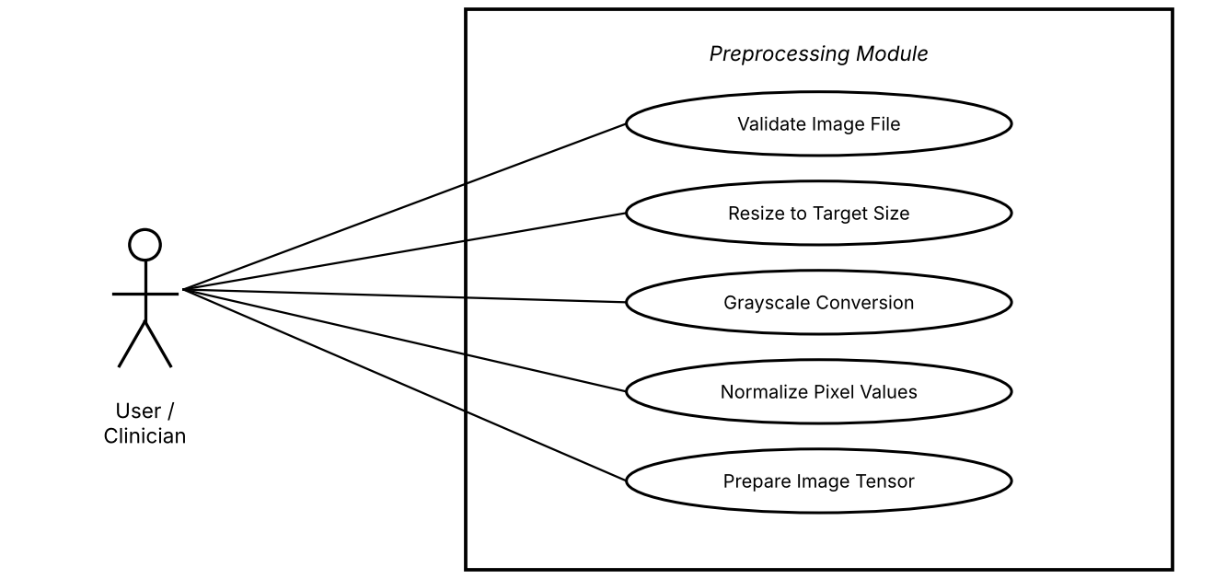 Preprocessing Module
Validate Image File
Resize to Target Size
Grayscale Conversion
Normalize Pixel Values
Prepare Image Tensor
User /
Clinician